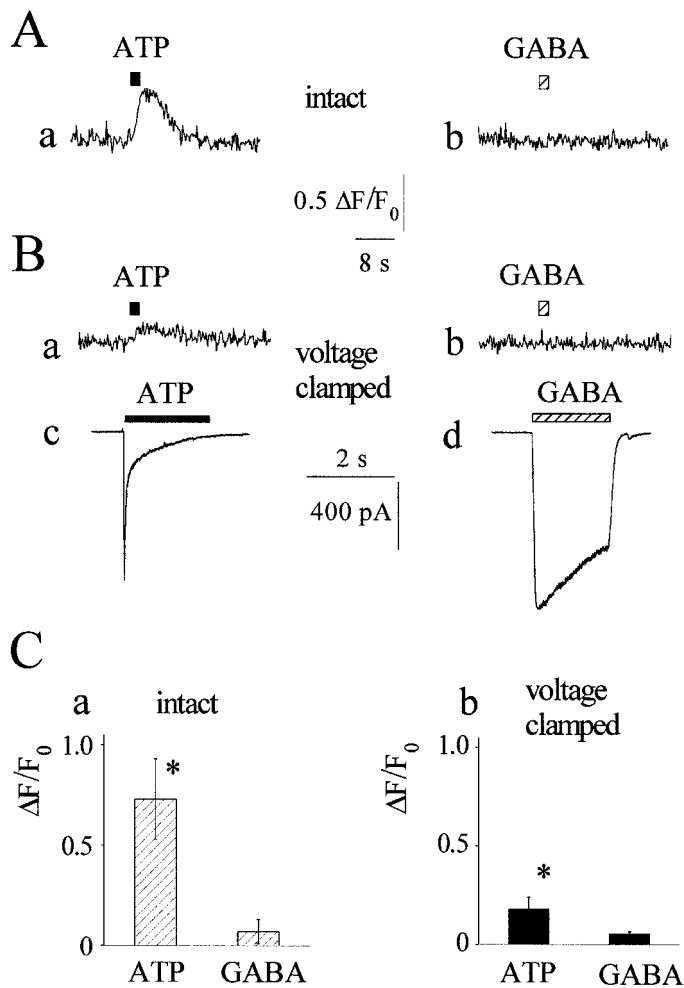 A
ATP
GABA
intact
a
b
0.5 ΔF/F0
8 s
B
ATP
GABA
a
voltage
clamped
b
ATP
GABA
c
d
2 s
400 pA
C
a
intact
b
voltage
clamped
ΔF/F0
1.0
0.5
0
*
ATP
GABA
ΔF/F0
1.0
0.5
0
*
ATP
GABA